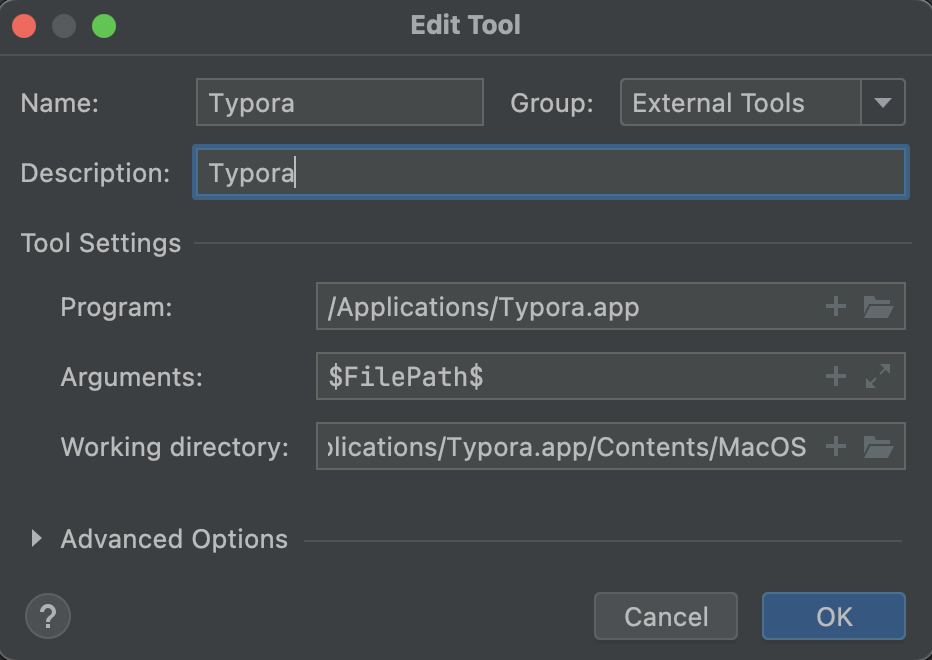 Edit Tool
Name: Typora Group: External Tools
Description: Typora
Tool Settings
Program: /Applications/Typora.app
Arguments: $FilePath$
Working directory: plications/Typora.app/Contents/MacOS
Advanced Options
? Cancel OK